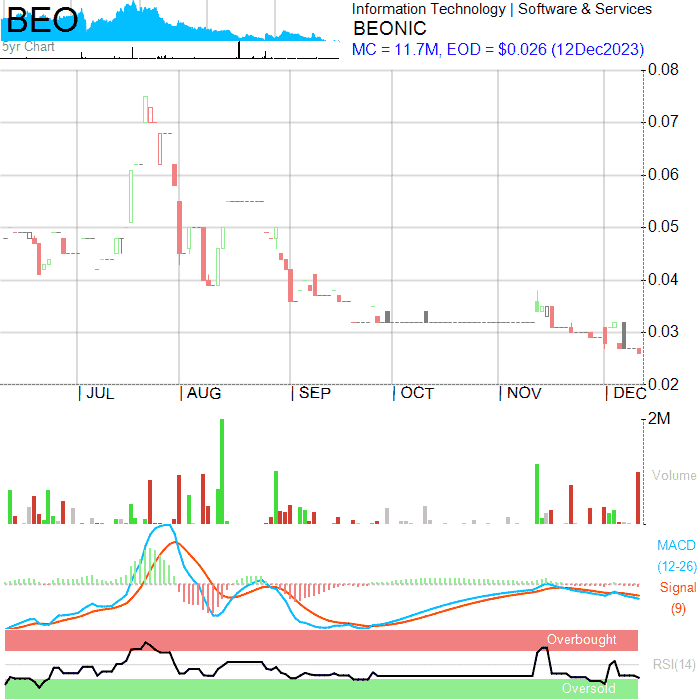 BEO
5yr Chart
Information Technology | Software & Services
BEONIC
MC = 11.7M, EOD = $0.026 (12Dec2023)
0.08
0.07
0.06
0.05
0.04
0.03
0.02
| JUL | AUG | SEP | OCT | NOV | DEC
2M
Volume
MACD
(12-26)
Signal
(9)
Overbought
RSI(14)
Oversold